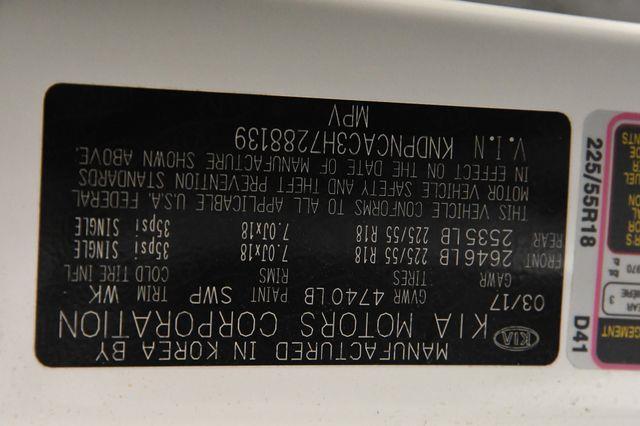 MANUFACTURED IN KOREA BY
KIA KIA MOTORS CORPORATION
03/17 GVWR 4740LB PAINT SWP TRIM WK
GAWR TIRES RIMS COLD TIRE INFL
FRONT 2646LB 225/55 R18 7.0Jx18 35psi SINGLE
REAR 2535LB 225/55 R18 7.0Jx18 35psi SINGLE
THIS VEHICLE CONFORMS TO ALL APPLICABLE U.S.A. FEDERAL
MOTOR VEHICLE SAFETY AND THEFT PREVENTION STANDARDS
IN EFFECT ON THE DATE OF MANUFACTURE SHOWN ABOVE.
V.I.N KNDPNCAC3H7288139
MPV
225/55R18 D41